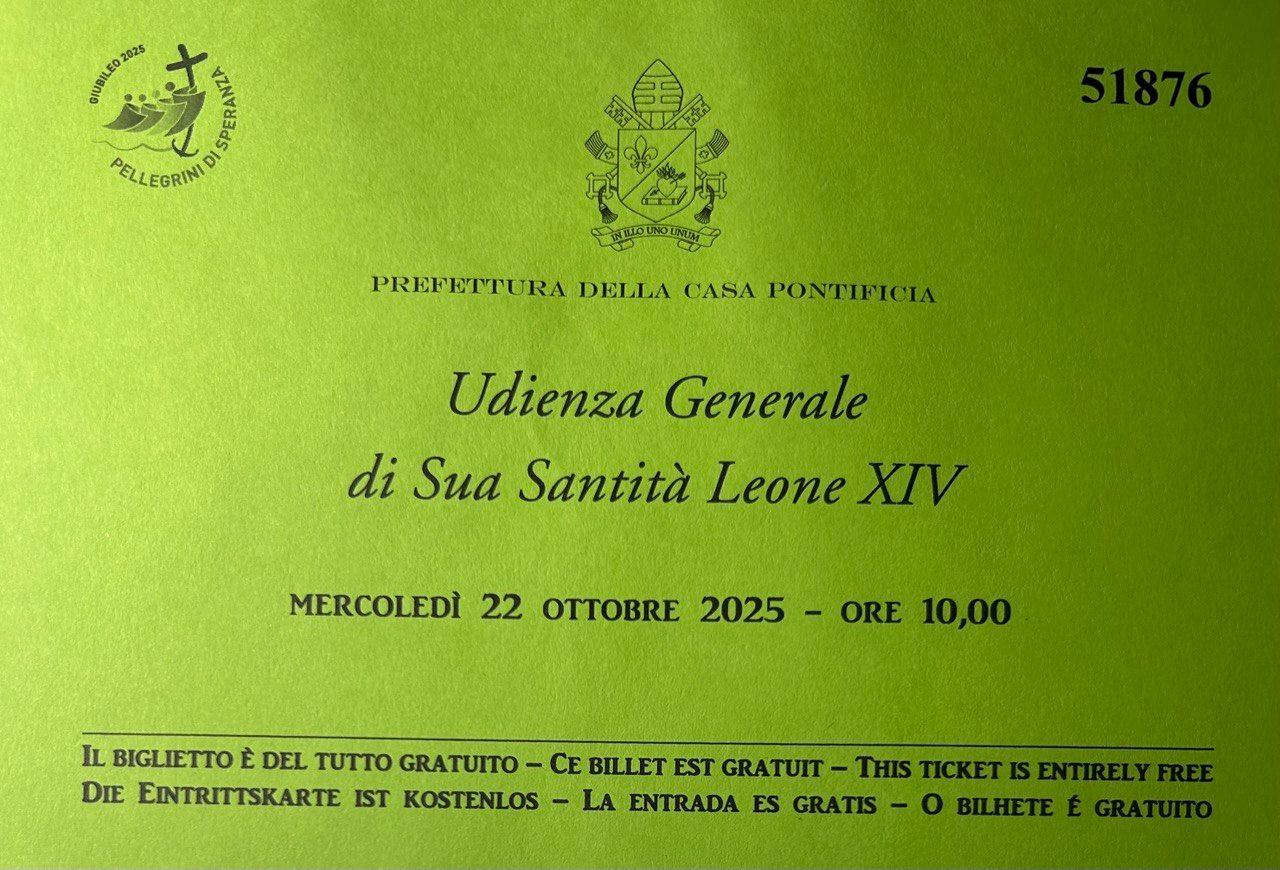 GIUBILEO 2025
PELLEGRINI DI SPERANZA
51876
IN ILLO UNO UNUM
PREFETTURA DELLA CASA PONTIFICIA
Udienza Generale
di Sua Santità Leone XIV
MERCOLEDÌ 22 OTTOBRE 2025 – ORE 10,00
IL BIGLIETTO È DEL TUTTO GRATUITO – CE BILLET EST GRATUIT – THIS TICKET IS ENTIRELY FREE
DIE EINTRITTSKARTE IST KOSTENLOS – LA ENTRADA ES GRATIS – O BILHETE É GRATUITO